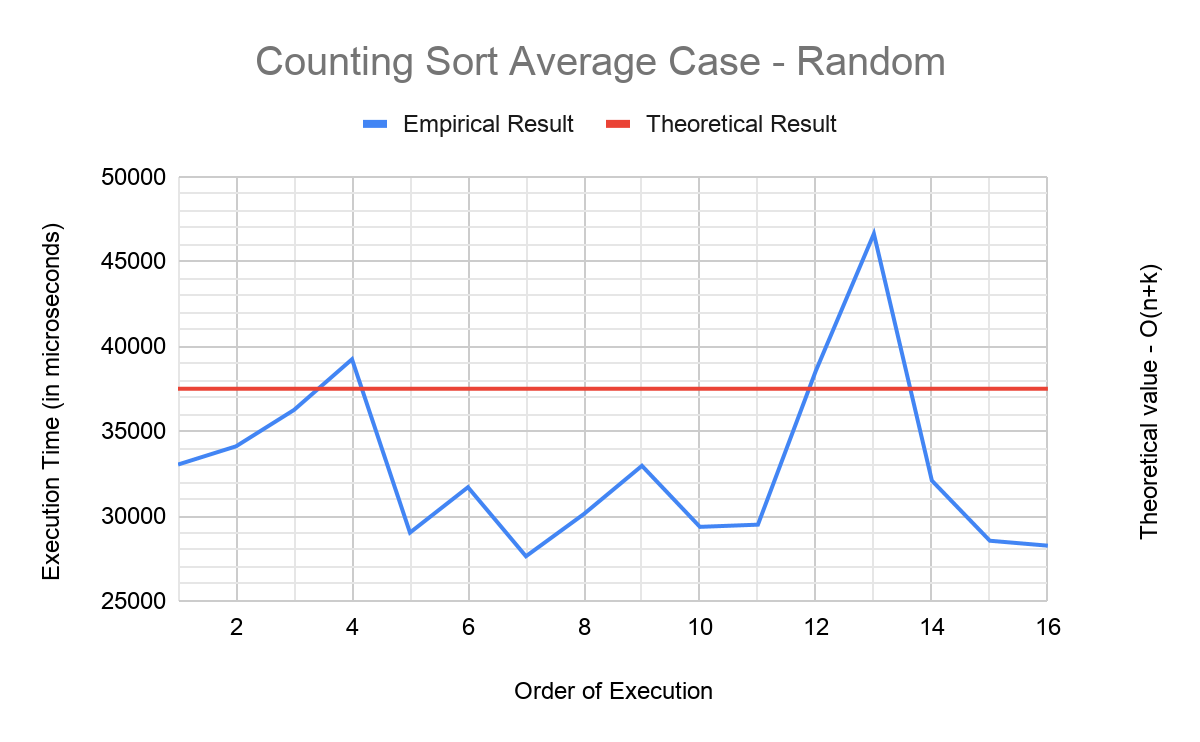 Counting Sort Average Case - Random
Empirical Result
Theoretical Result
50000
45000
40000
35000
30000
25000
Execution Time (in microseconds)
Theoretical value - O(n+k)
2 4 6 8 10 12 14 16
Order of Execution